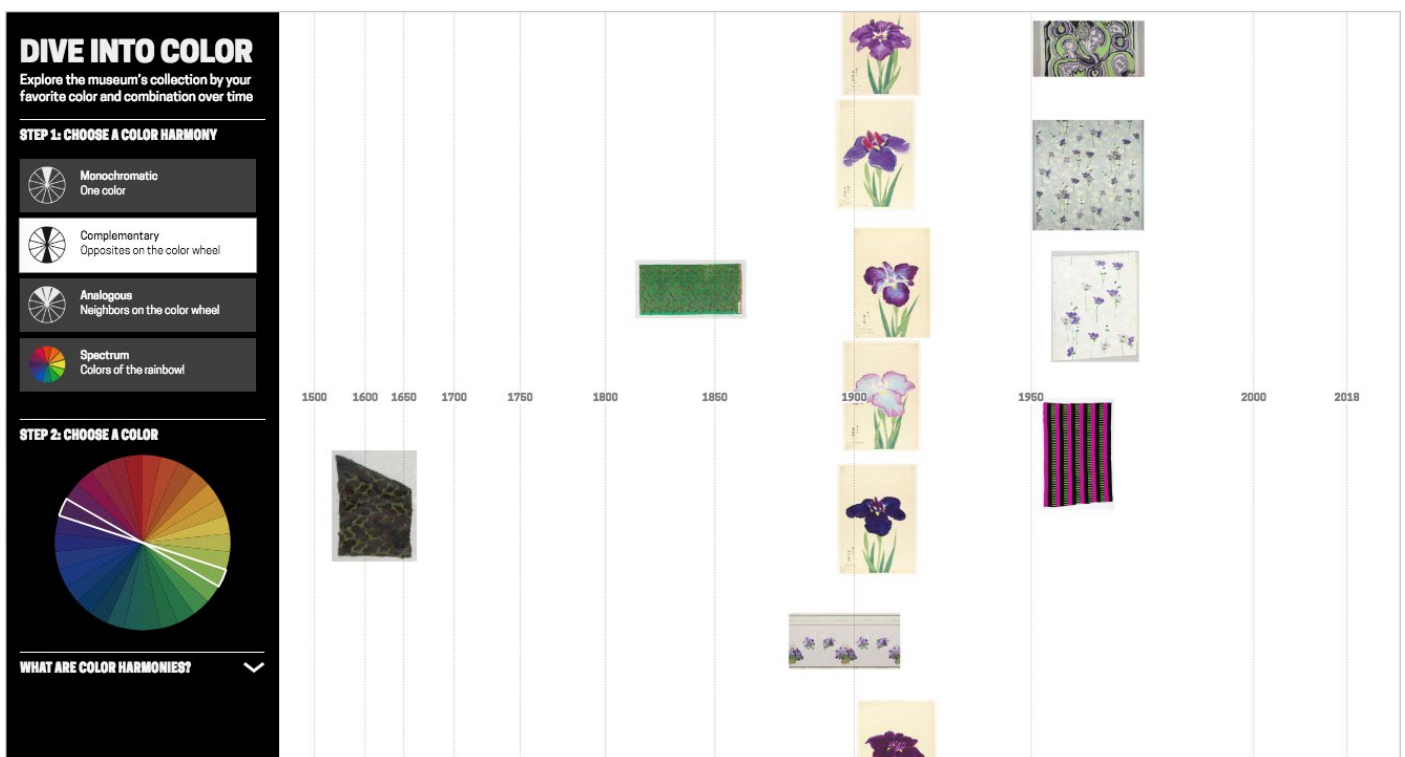 DIVE INTO COLOR
Explore the museum's collection by your
favorite color and combination over time
STEP 1: CHOOSE A COLOR HARMONY
Monochromatic
One color
Complementary
Opposites on the color wheel
Analogous
Neighbors on the color wheel
Spectrum
Colors of the rainbow!
STEP 2: CHOOSE A COLOR
WHAT ARE COLOR HARMONIES?
1500 1600 1650 1700 1750 1800 1850 1900 1950 2000 2018